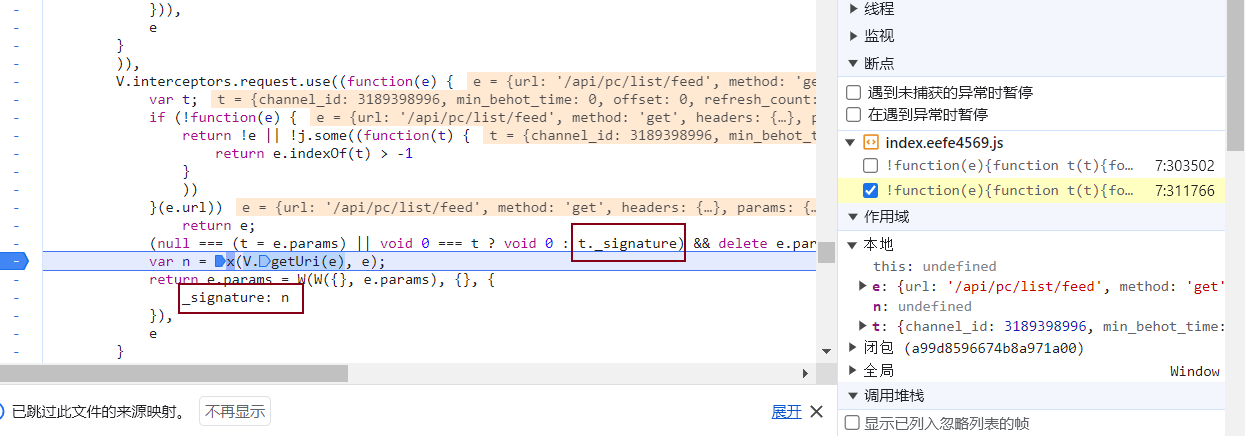 })),
e
}
)),
V.interceptors.request.use((function(e) { e = {url: '/api/pc/list/feed', method: 'ge
var t; t = {channel_id: 3189398996, min_behot_time: 0, offset: 0, refresh_count:
if (!function(e) { e = {url: '/api/pc/list/feed', method: 'get', headers: {…}, p
return !e || !j.some((function(t) { t = {channel_id: 3189398996, min_behot_t
return e.indexOf(t) > -1
}
))
}(e.url)) e = {url: '/api/pc/list/feed', method: 'get', headers: {…}, params: {…
return e;
(null === (t = e.params) || void 0 === t ? void 0 : t._signature) && delete e.par
var n = x(V.getUri(e), e);
return e.params = W(W({}, e.params), {}, {
_signature: n
}),
e
}
已跳过此文件的来源映射。 不再显示 展开
线程
监视
断点
遇到未捕获的异常时暂停
在遇到异常时暂停
index.eefe4569.js
!function(e){function t(t){fo… 7:303502
!function(e){function t(t){fo… 7:311766
作用域
本地
this: undefined
e: {url: '/api/pc/list/feed', method: 'get'
n: undefined
t: {channel_id: 3189398996, min_behot_time:
闭包 (a99d8596674b8a971a00)
全局 Window
调用堆栈
显示已列入忽略列表的帧